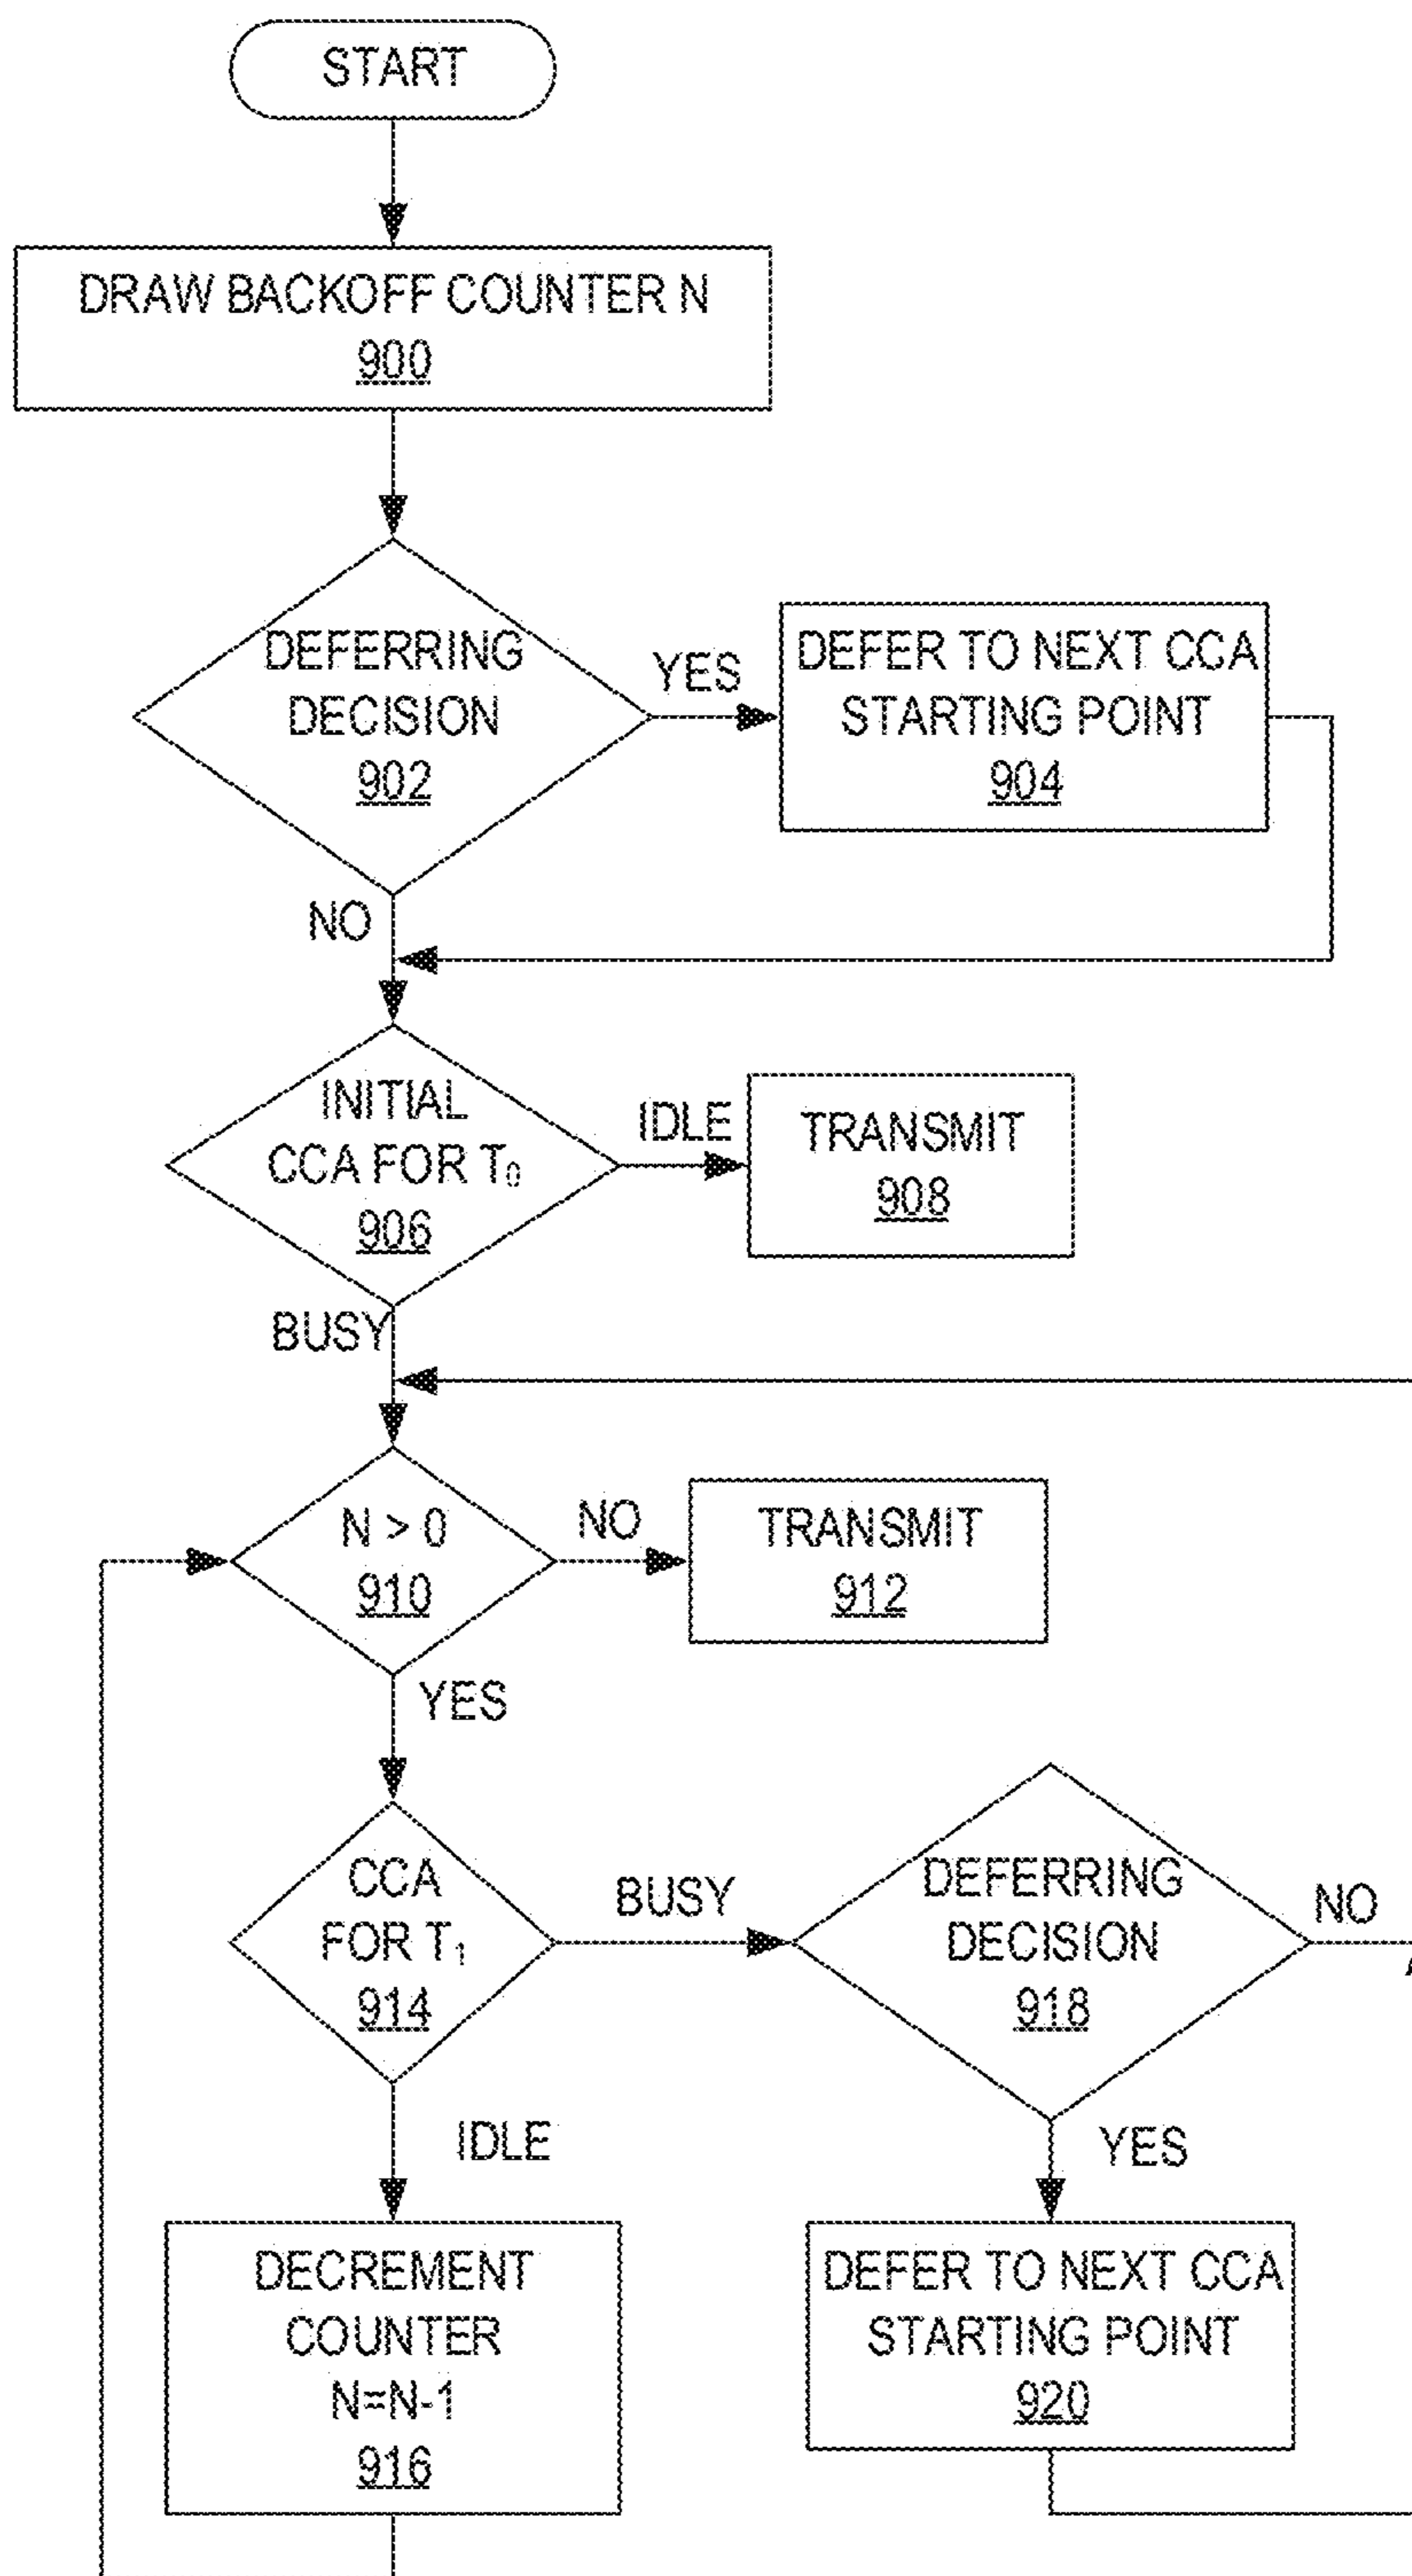 START
DRAW BACKOFF COUNTER N
900
DEFERRING
DECISION
902
YES
DEFER TO NEXT CCA
STARTING POINT
904
NO
INITIAL
CCA FOR T₀
906
IDLE
TRANSMIT
908
BUSY
N > 0
910
NO
TRANSMIT
912
YES
CCA
FOR T₁
914
BUSY
DEFERRING
DECISION
918
NO
IDLE
YES
DECREMENT
COUNTER
N=N-1
916
DEFER TO NEXT CCA
STARTING POINT
920